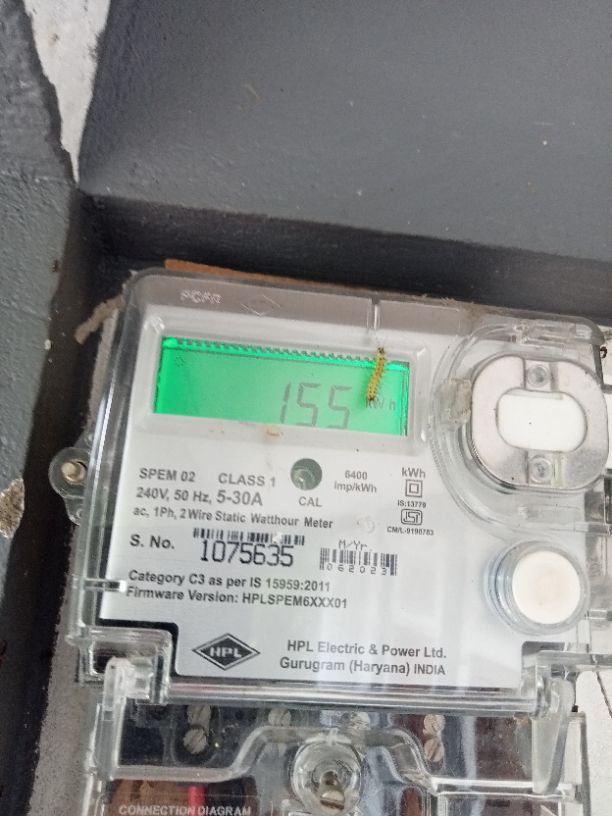 155 kWh
SPEM 02 CLASS 1
240V, 50 Hz, 5-30A
CAL
6400
imp/kWh
kWh
IS:13779
CM/L-9190783
ac, 1Ph, 2 Wire Static Watthour Meter
S. No. 1075635
M/Yr.
062023
Category C3 as per IS 15959:2011
Firmware Version: HPLSPEM6XXX01
HPL
HPL Electric & Power Ltd.
Gurugram (Haryana) INDIA
CONNECTION DIAGRAM